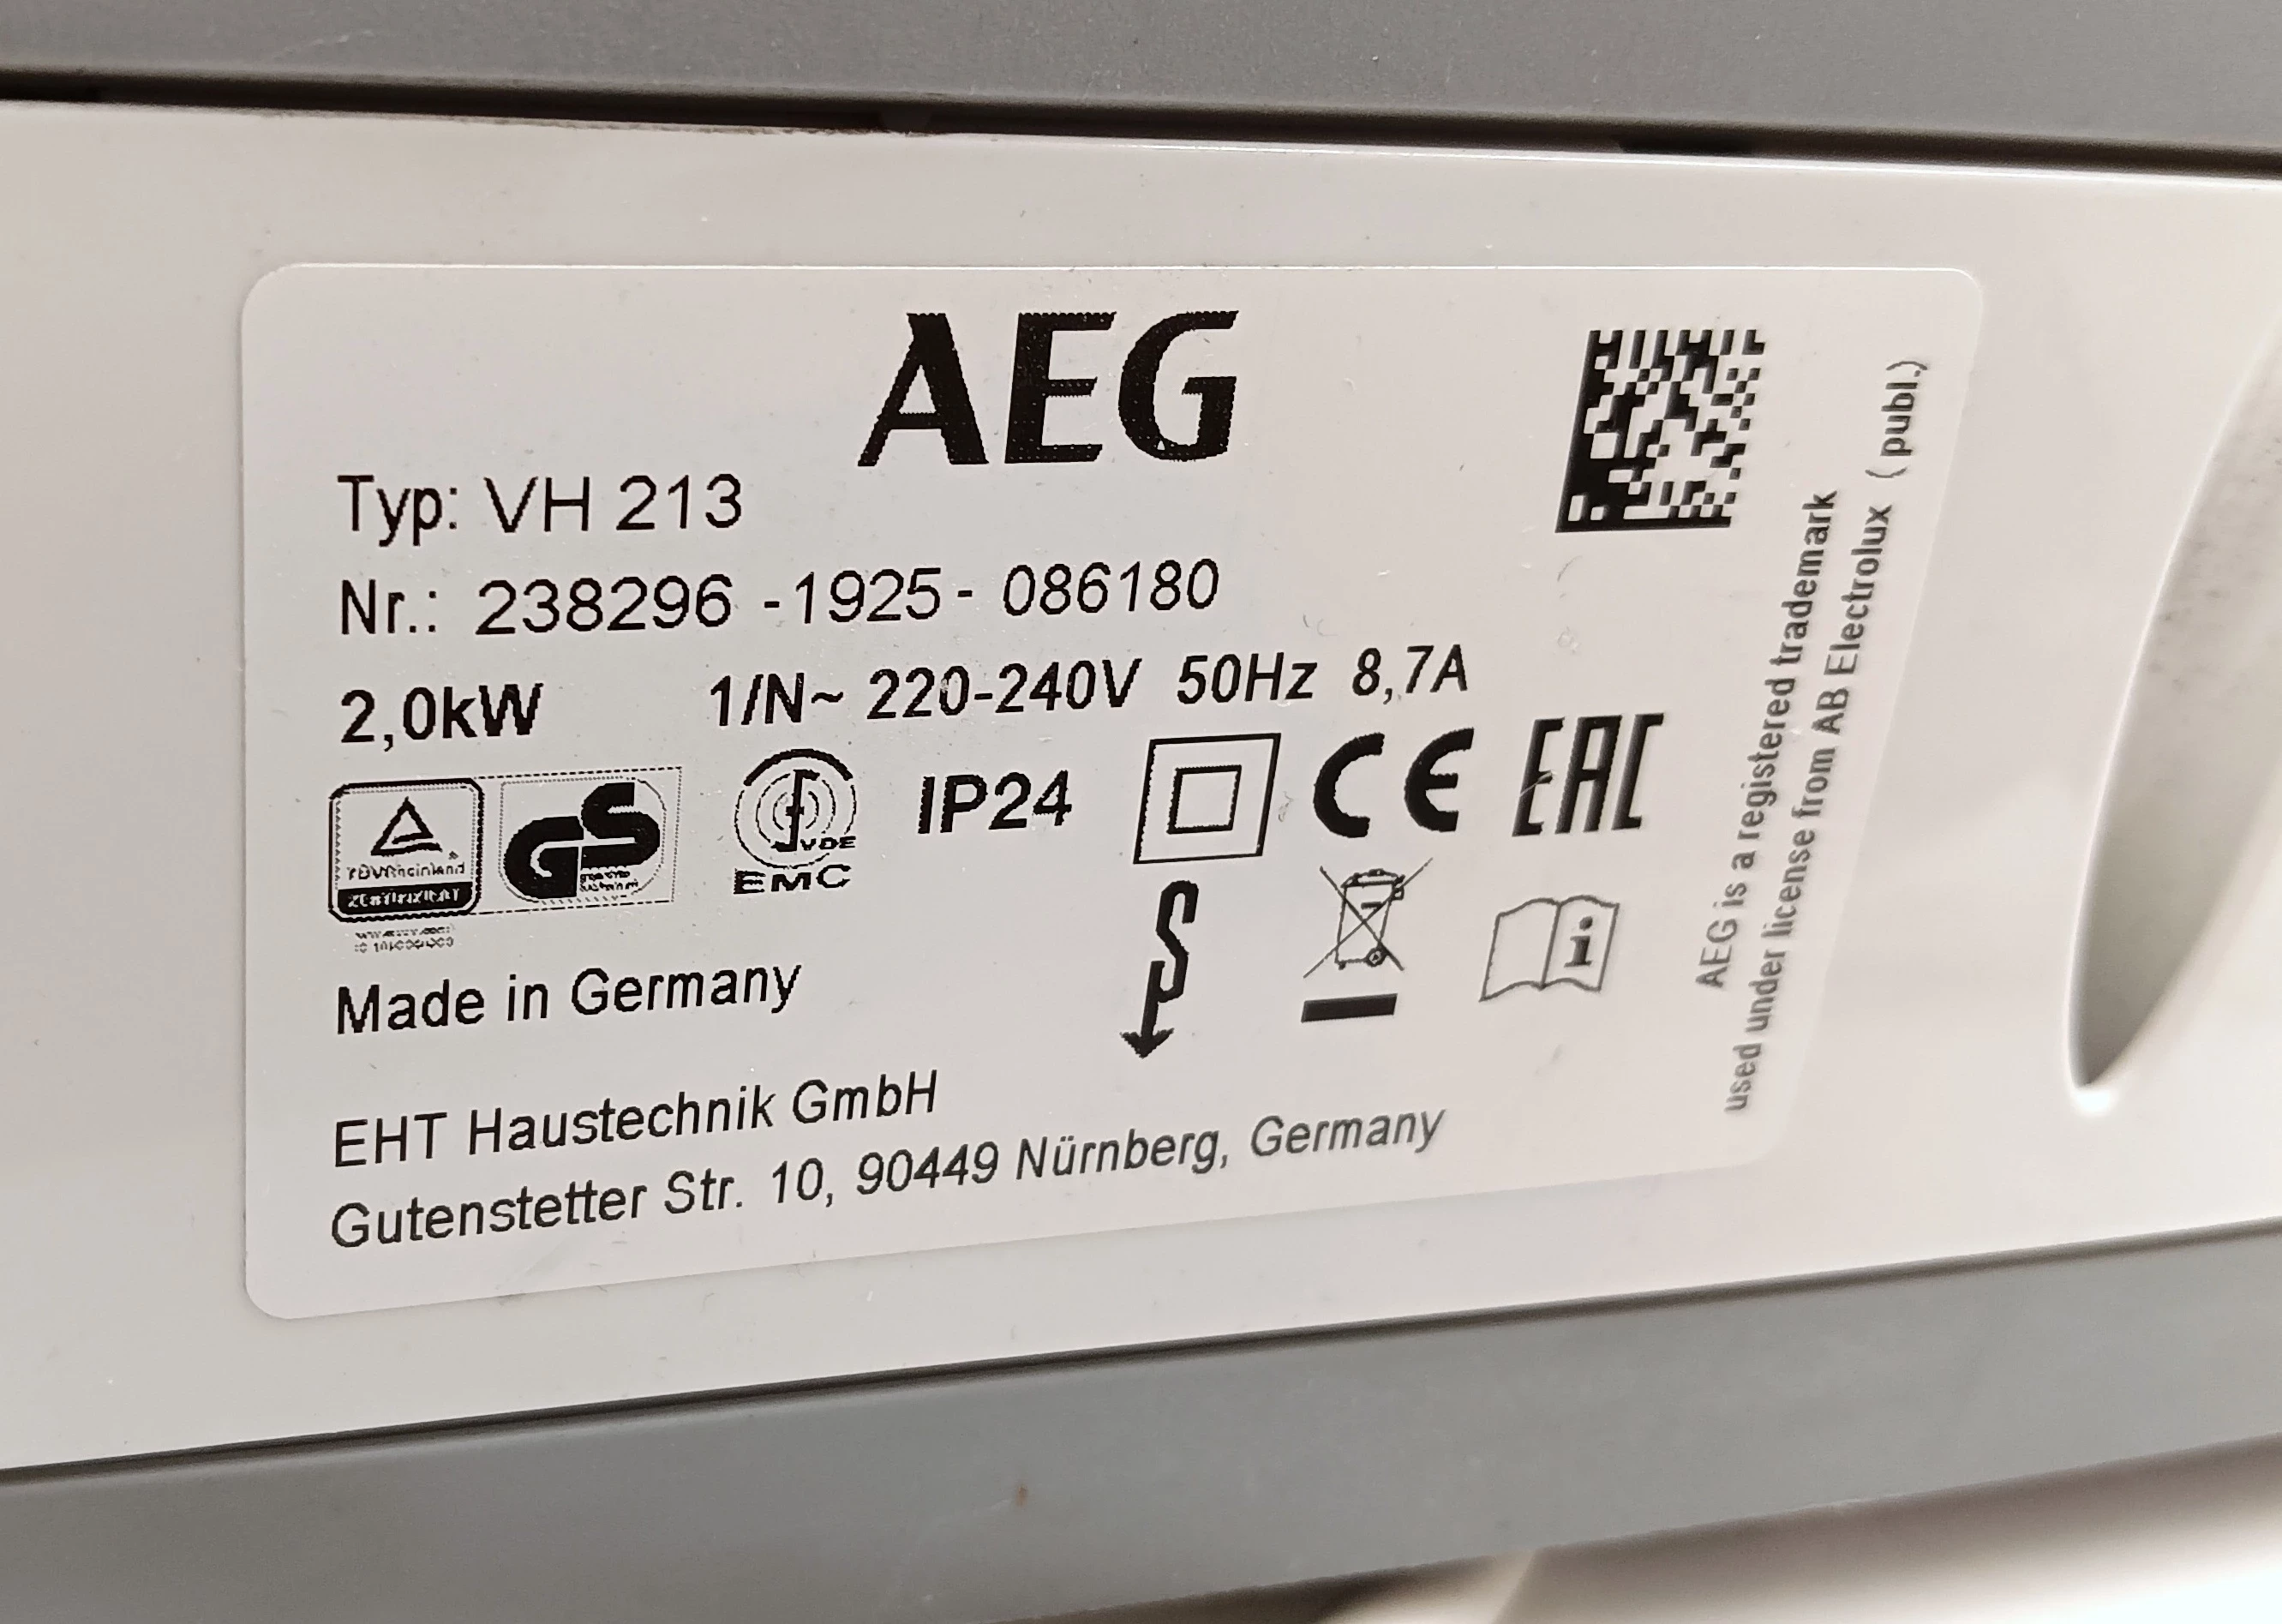 AEG
Typ: VH 213
Nr.: 238296 -1925- 086180
2,0kW 1/N~ 220-240V 50Hz 8,7A
TÜVRheinland
ZERTIFIZIERT
GS
VDE
EMC
IP24
CE
EAC
Made in Germany
EHT Haustechnik GmbH
Gutenstetter Str. 10, 90449 Nürnberg, Germany
AEG is a registered trademark
used under license from AB Electrolux (publ.)